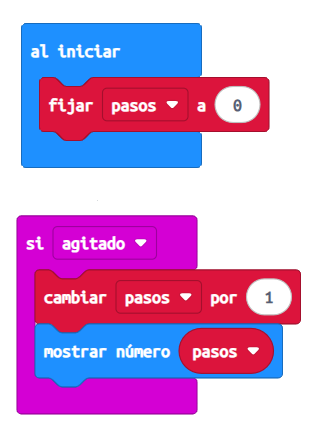 al iniciar
fijar pasos a 0
si agitado
cambiar pasos por 1
mostrar número pasos